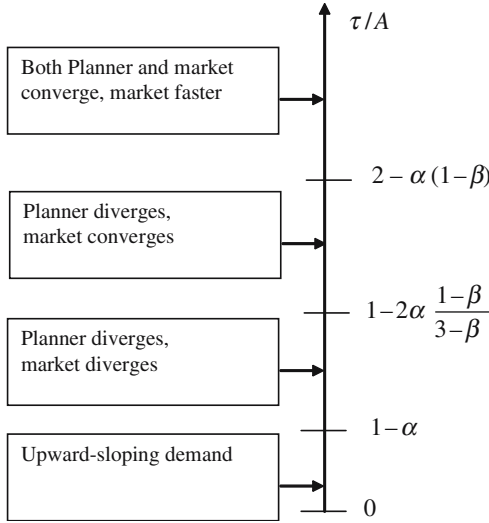 τ/A
Both Planner and market
converge, market faster
2 – α (1–β)
Planner diverges,
market converges
1–2α 1–β
3–β
Planner diverges,
market diverges
1–α
Upward-sloping demand
0